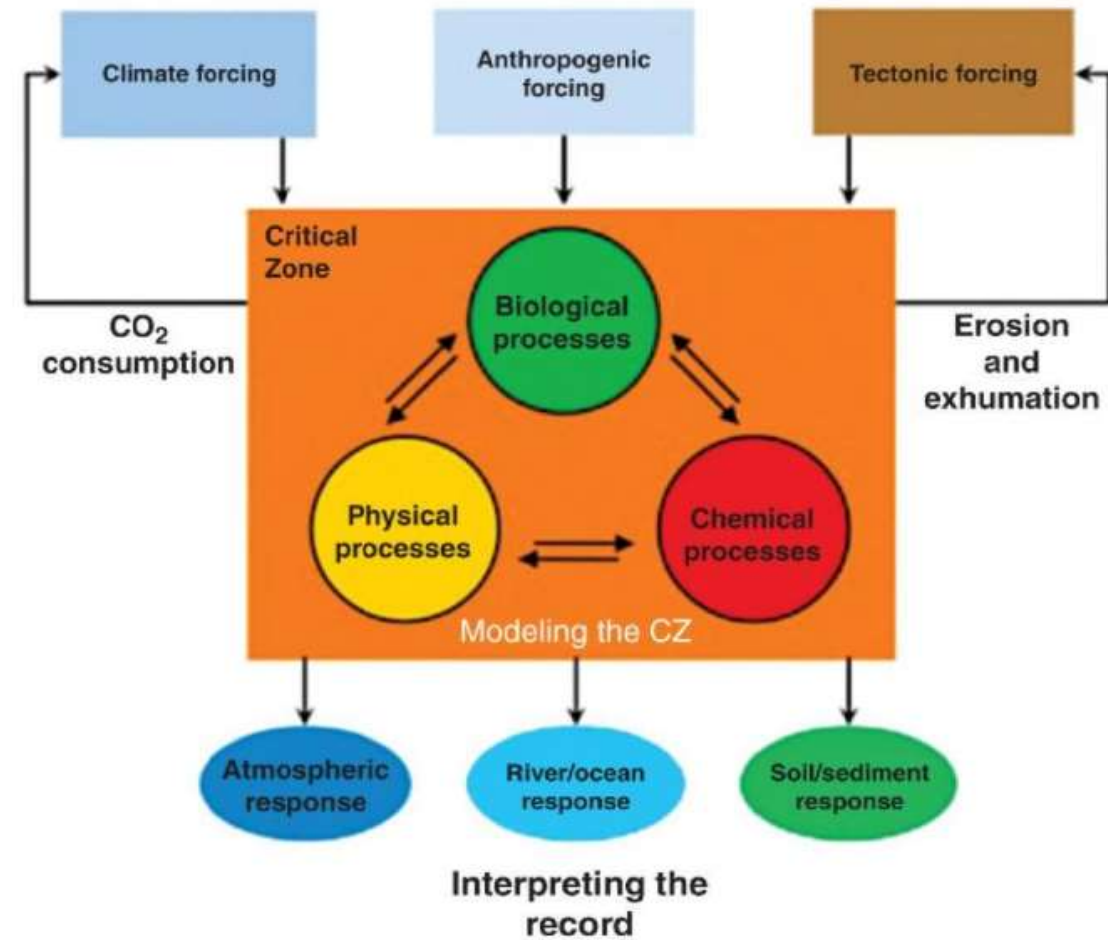 Climate forcing
Anthropogenic
forcing
Tectonic forcing
Critical
Zone
Biological
processes
CO₂
consumption
Erosion
and
exhumation
Physical
processes
Chemical
processes
Modeling the CZ
Atmospheric
response
River/ocean
response
Soil/sediment
response
Interpreting the
record